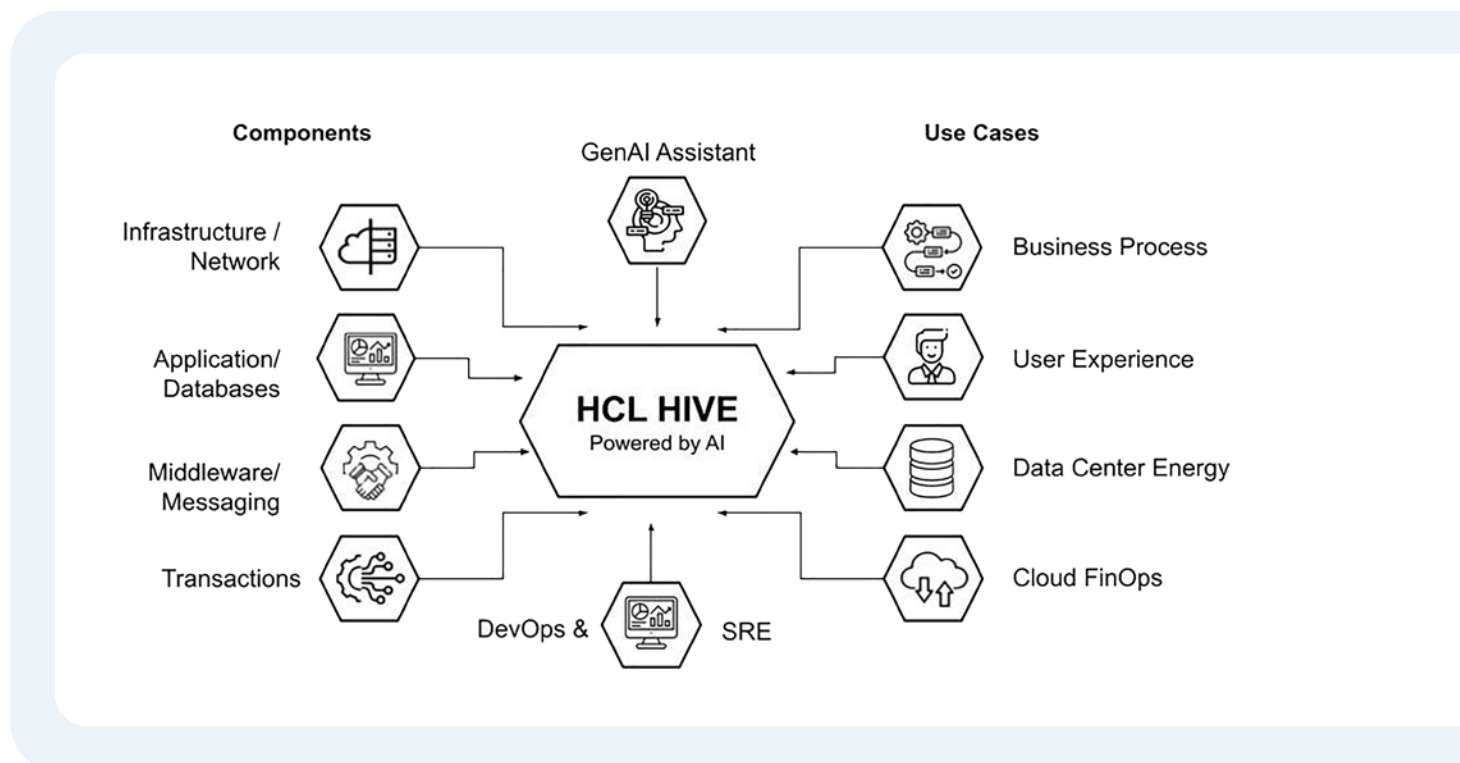 Components
Infrastructure /
Network
Application/
Databases
Middleware/
Messaging
Transactions
GenAI Assistant
HCL HIVE
Powered by AI
DevOps & SRE
Use Cases
Business Process
User Experience
Data Center Energy
Cloud FinOps